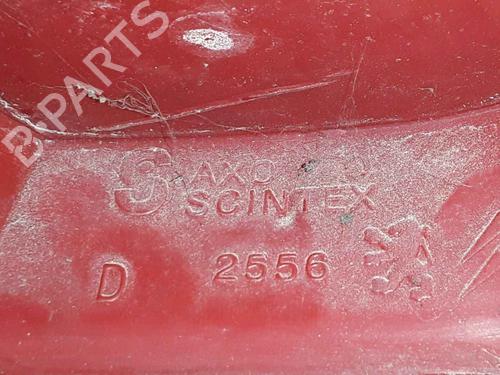 B-PARTS
S AXO
SCINTEX
D 2556 A